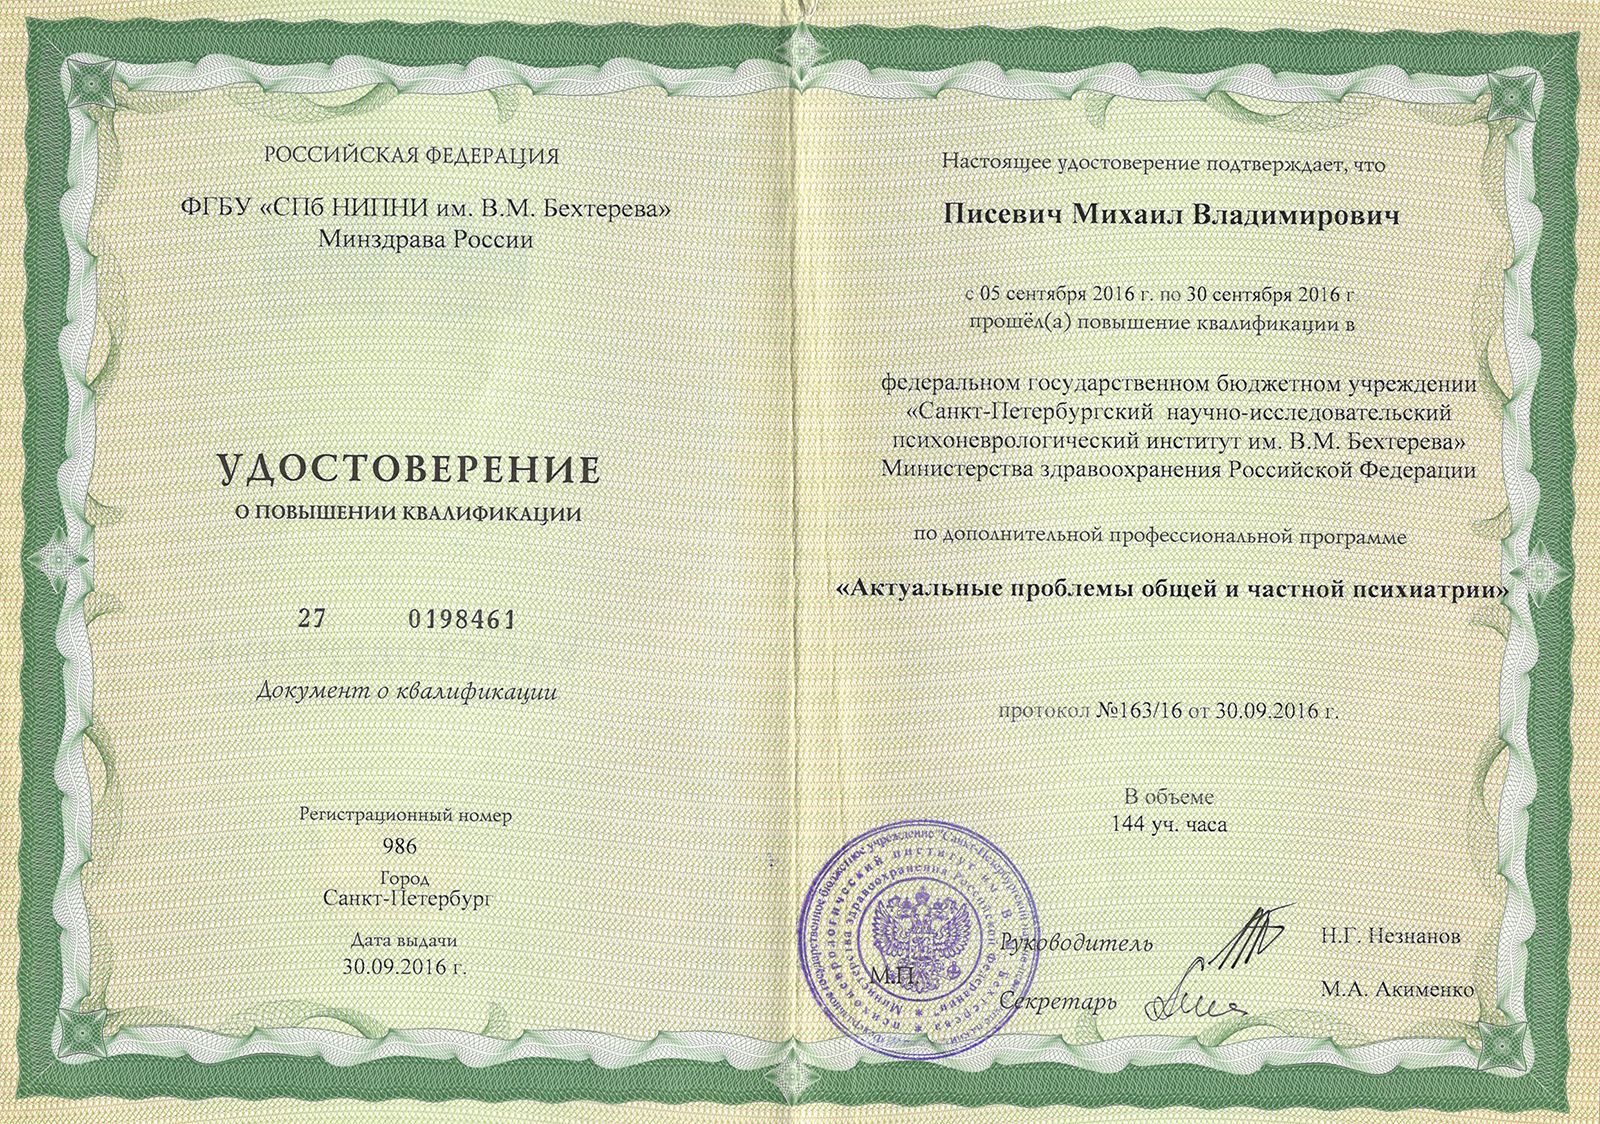 РОССИЙСКАЯ ФЕДЕРАЦИЯ
ФГБУ «СПб НИПНИ им. В.М. Бехтерева»
Минздрава России
УДОСТОВЕРЕНИЕ
О ПОВЫШЕНИИ КВАЛИФИКАЦИИ
27 0198461
Документ о квалификации
Регистрационный номер
986
Город
Санкт-Петербург
Дата выдачи
30.09.2016 г.
Настоящее удостоверение подтверждает, что
Писевич Михаил Владимирович
с 05 сентября 2016 г. по 30 сентября 2016 г
прошёл(а) повышение квалификации в
федеральном государственном бюджетном учреждении
«Санкт-Петербургский научно-исследовательский
психоневрологический институт им. В.М. Бехтерева»
Министерства здравоохранения Российской Федерации
по дополнительной профессиональной программе
«Актуальные проблемы общей и частной психиатрии»
протокол №163/16 от 30.09.2016 г.
В объеме
144 уч. часа
Руководитель Н.Г. Незнанов
М.П.
Секретарь М.А. Акименко